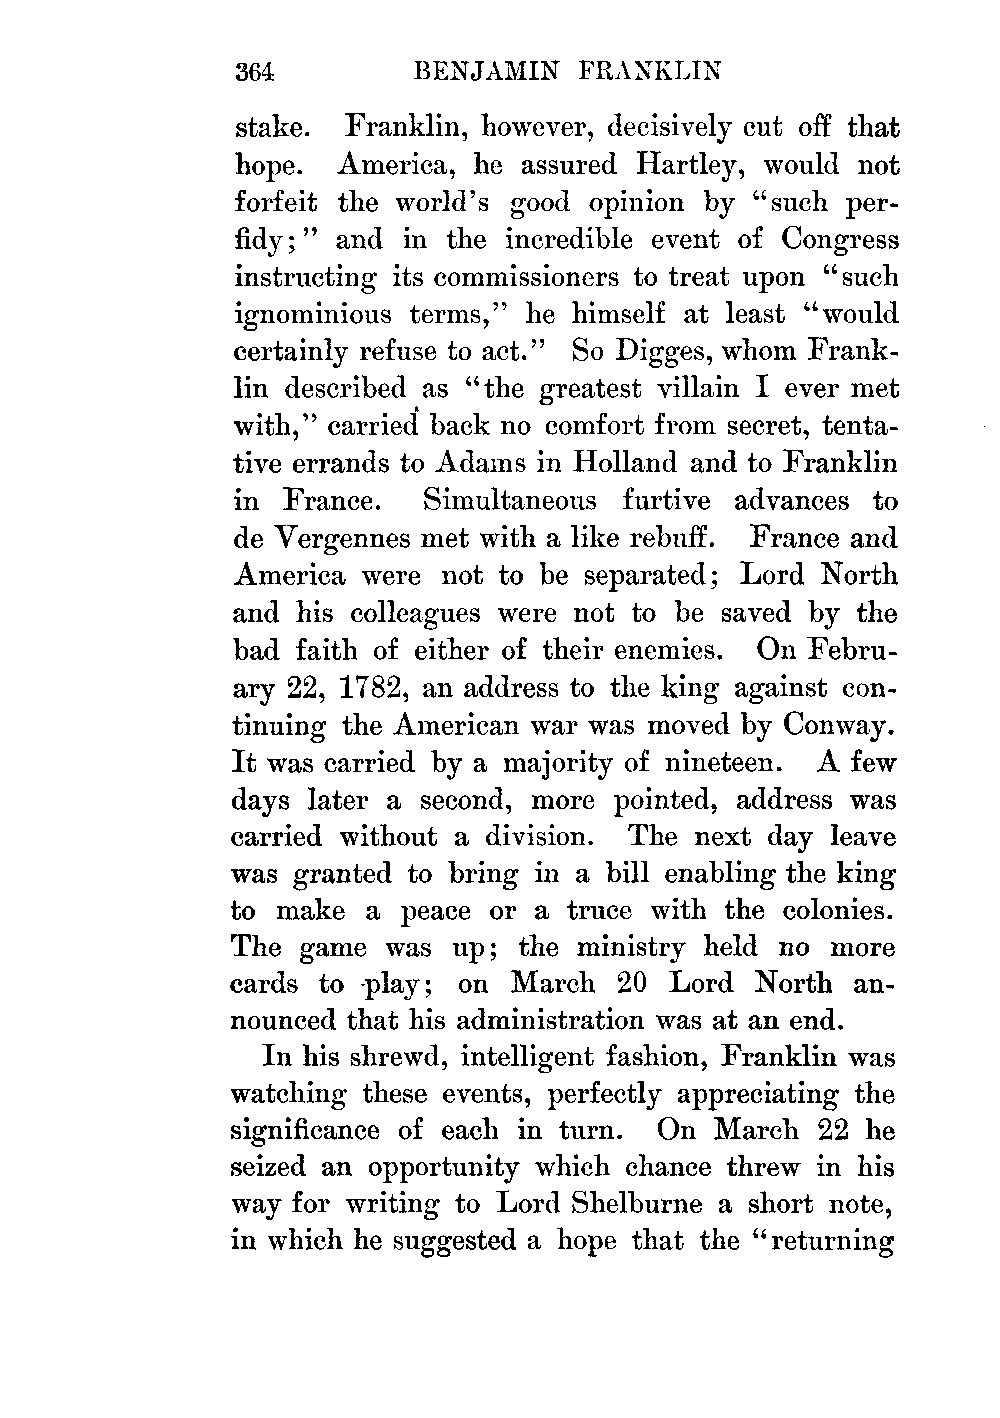 364 BENJAMIN FRANKLIN
stake. Franklin, however, decisively cut off that
hope. America, he assured Hartley, would not
forfeit the world's good opinion by "such per-
fidy;" and in the incredible event of Congress
instructing its commissioners to treat upon "such
ignominious terms," he himself at least "would
certainly refuse to act." So Digges, whom Frank-
lin described as "the greatest villain I ever met
with," carried back no comfort from secret, tenta-
tive errands to Adams in Holland and to Franklin
in France. Simultaneous furtive advances to
de Vergennes met with a like rebuff. France and
America were not to be separated; Lord North
and his colleagues were not to be saved by the
bad faith of either of their enemies. On Febru-
ary 22, 1782, an address to the king against con-
tinuing the American war was moved by Conway.
It was carried by a majority of nineteen. A few
days later a second, more pointed, address was
carried without a division. The next day leave
was granted to bring in a bill enabling the king
to make a peace or a truce with the colonies.
The game was up; the ministry held no more
cards to play; on March 20 Lord North an-
nounced that his administration was at an end.
In his shrewd, intelligent fashion, Franklin was
watching these events, perfectly appreciating the
significance of each in turn. On March 22 he
seized an opportunity which chance threw in his
way for writing to Lord Shelburne a short note,
in which he suggested a hope that the "returning